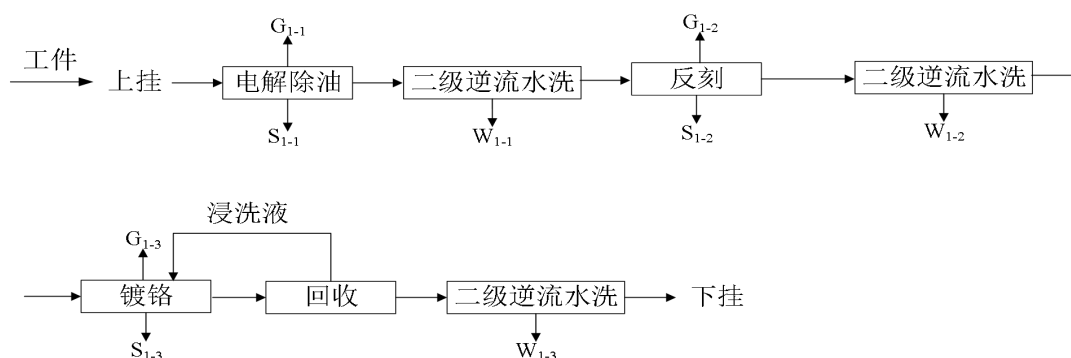 G1-1
G1-2
工件
上挂
电解除油
二级逆流水洗
反刻
二级逆流水洗
S1-1
W1-1
S1-2
W1-2
浸洗液
G1-3
镀铬
回收
二级逆流水洗
下挂
S1-3
W1-3